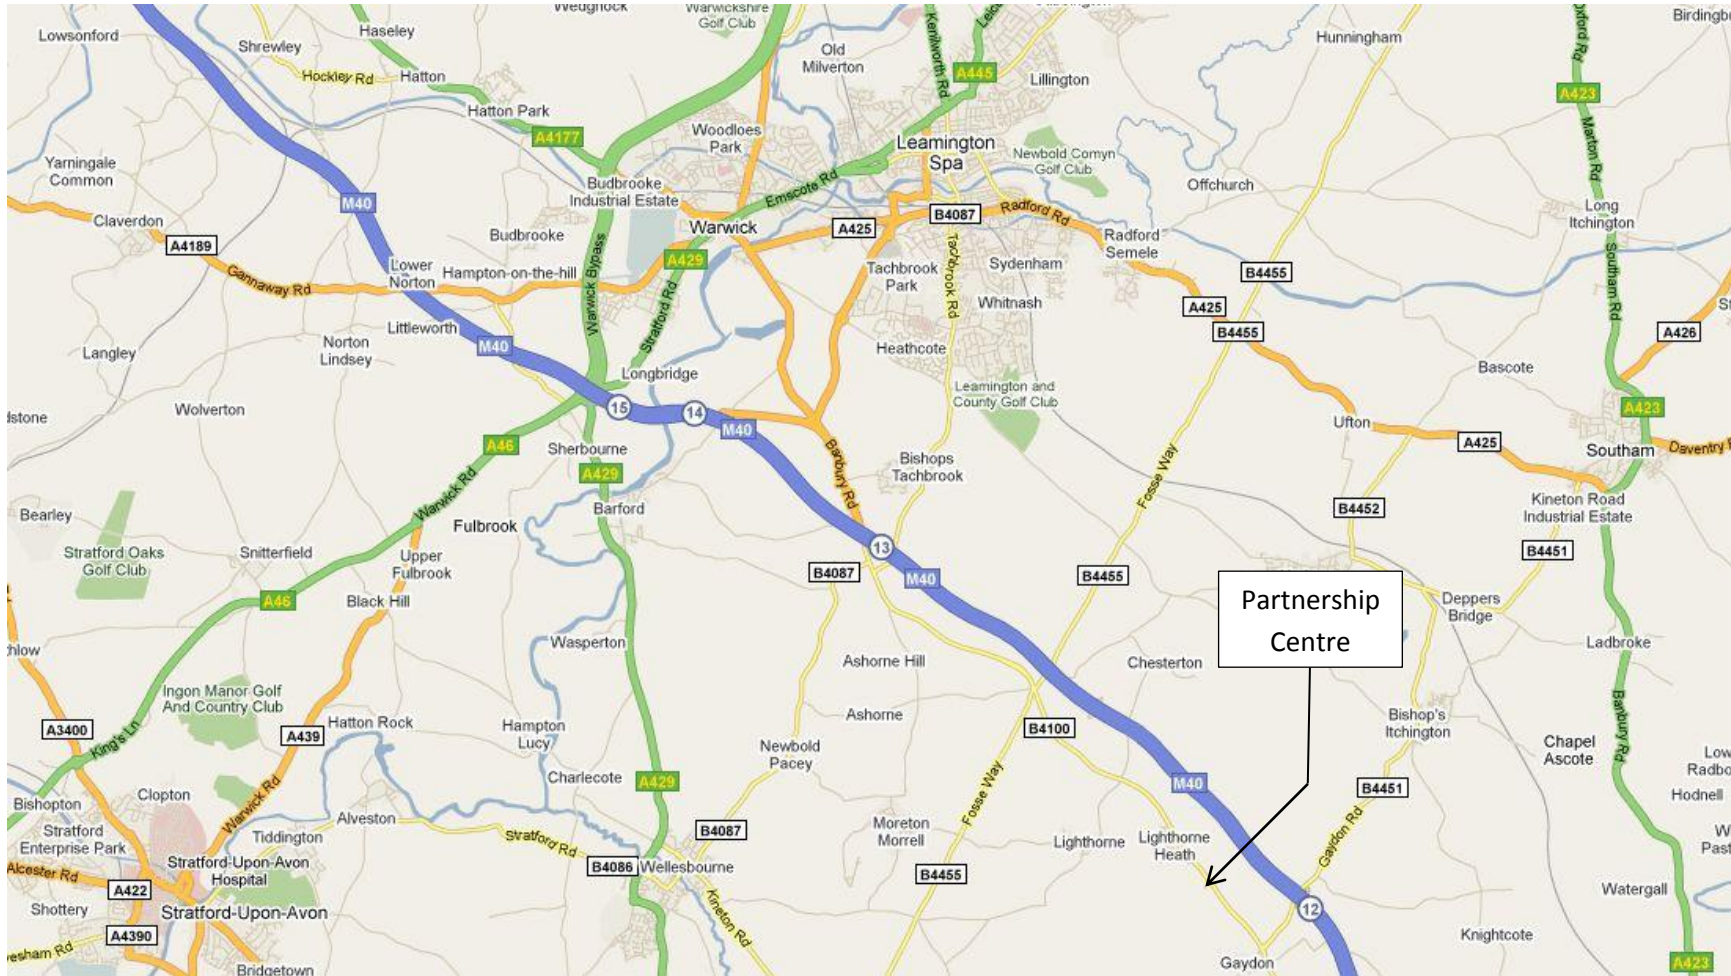 Wedgnock
Warwickshire
Golf Club
Kenilworth Rd
Cubbington
Hunningham
Lowsonford
Shrewley
Haseley
Hockley Rd
Hatton
Old
Milverton
A445
Lillington
A423
Hatton Park
A4177
Woodloes
Park
Leamington
Spa
Newbold Comyn
Golf Club
Marton Rd
Yarningale
Common
M40
Budbrooke
Industrial Estate
Emscote Rd
Offchurch
Claverdon
A4189
Budbrooke
Warwick
A425
B4087
Radford Rd
Long
Itchington
Gannaway Rd
Lower
Norton
Hampton-on-the-hill
Warwick Bypass
A429
Tachbrook
Park
Tachbrook Rd
Sydenham
Radford
Semele
B4455
Southam Rd
Littleworth
Stratford Rd
Whitnash
A425
B4455
A426
Langley
Norton
Lindsey
M40
Longbridge
Heathcote
Bascote
Wolverton
15
14
M40
Leamington and
County Golf Club
A423
A46
Sherbourne
Banbury Rd
Ufton
A425
Southam
Daventry
Warwick Rd
A429
Bishops
Tachbrook
Fosse Way
Bearley
Fulbrook
Barford
B4452
Kineton Road
Industrial Estate
Stratford Oaks
Golf Club
Snitterfield
Upper
Fulbrook
13
B4451
A46
Black Hill
B4087
M40
B4455
Partnership
Centre
Deppers
Bridge
Wasperton
Ashorne Hill
Chesterton
Ladbroke
Ingon Manor Golf
And Country Club
A3400
King's Ln
A439
Hatton Rock
Hampton
Lucy
Ashorne
B4100
Bishop's
Itchington
Banbury Rd
Chapel
Ascote
Newbold
Pacey
Bishopton
Clopton
Warwick Rd
Charlecote
A429
Fosse Way
M40
B4451
Hodnell
Stratford
Enterprise Park
Tiddington
Alveston
Stratford Rd
B4087
Moreton
Morrell
Lighthorne
Lighthorne
Heath
Gaydon Rd
Alcester Rd
A422
Stratford-Upon-Avon
Hospital
B4086
Wellesbourne
B4455
Watergall
Shottery
Stratford-Upon-Avon
Kineton Rd
12
A4390
Knightcote
Bridgetown
Gaydon
A423